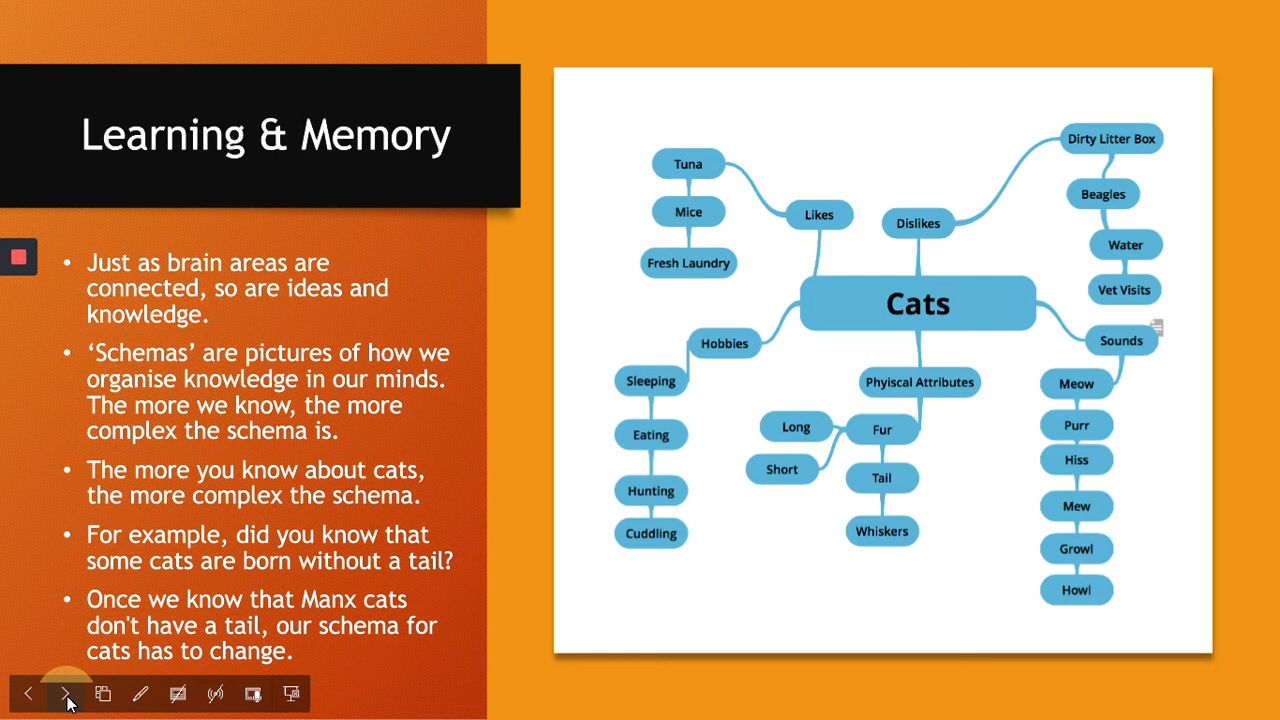 Learning & Memory
• Just as brain areas are
connected, so are ideas and
knowledge.
• ‘Schemas’ are pictures of how we
organise knowledge in our minds.
The more we know, the more
complex the schema is.
• The more you know about cats,
the more complex the schema.
• For example, did you know that
some cats are born without a tail?
• Once we know that Manx cats
don't have a tail, our schema for
cats has to change.
Cats
Likes
Tuna
Mice
Fresh Laundry
Dislikes
Dirty Litter Box
Beagles
Water
Vet Visits
Hobbies
Sleeping
Eating
Hunting
Cuddling
Phyiscal Attributes
Fur
Long
Short
Tail
Whiskers
Sounds
Meow
Purr
Hiss
Mew
Growl
Howl